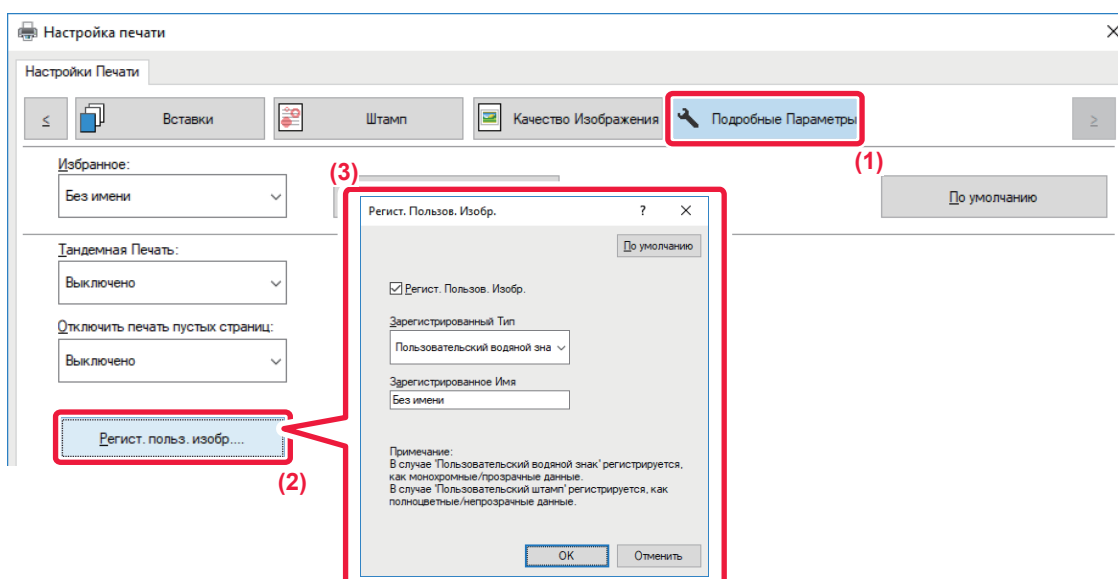 Настройка печати
Настройки Печати
≤ Вставки Штамп Качество Изображения Подробные Параметры ≥
(1)
Избранное:
Без имени
По умолчанию
(3)
Регист. Пользов. Изобр. ?
По умолчанию
Регист. Пользов. Изобр.
Зарегистрированный Тип
Пользовательский водяной зна
Зарегистрированное Имя
Без имени
Примечание:
В случае 'Пользовательский водяной знак' регистрируется,
как монохромные/прозрачные данные.
В случае 'Пользовательский штамп' регистрируется, как
полноцветные/непрозрачные данные.
OK Отменить
Тандемная Печать:
Выключено
Отключить печать пустых страниц:
Выключено
Регист. польз. изобр....
(2)